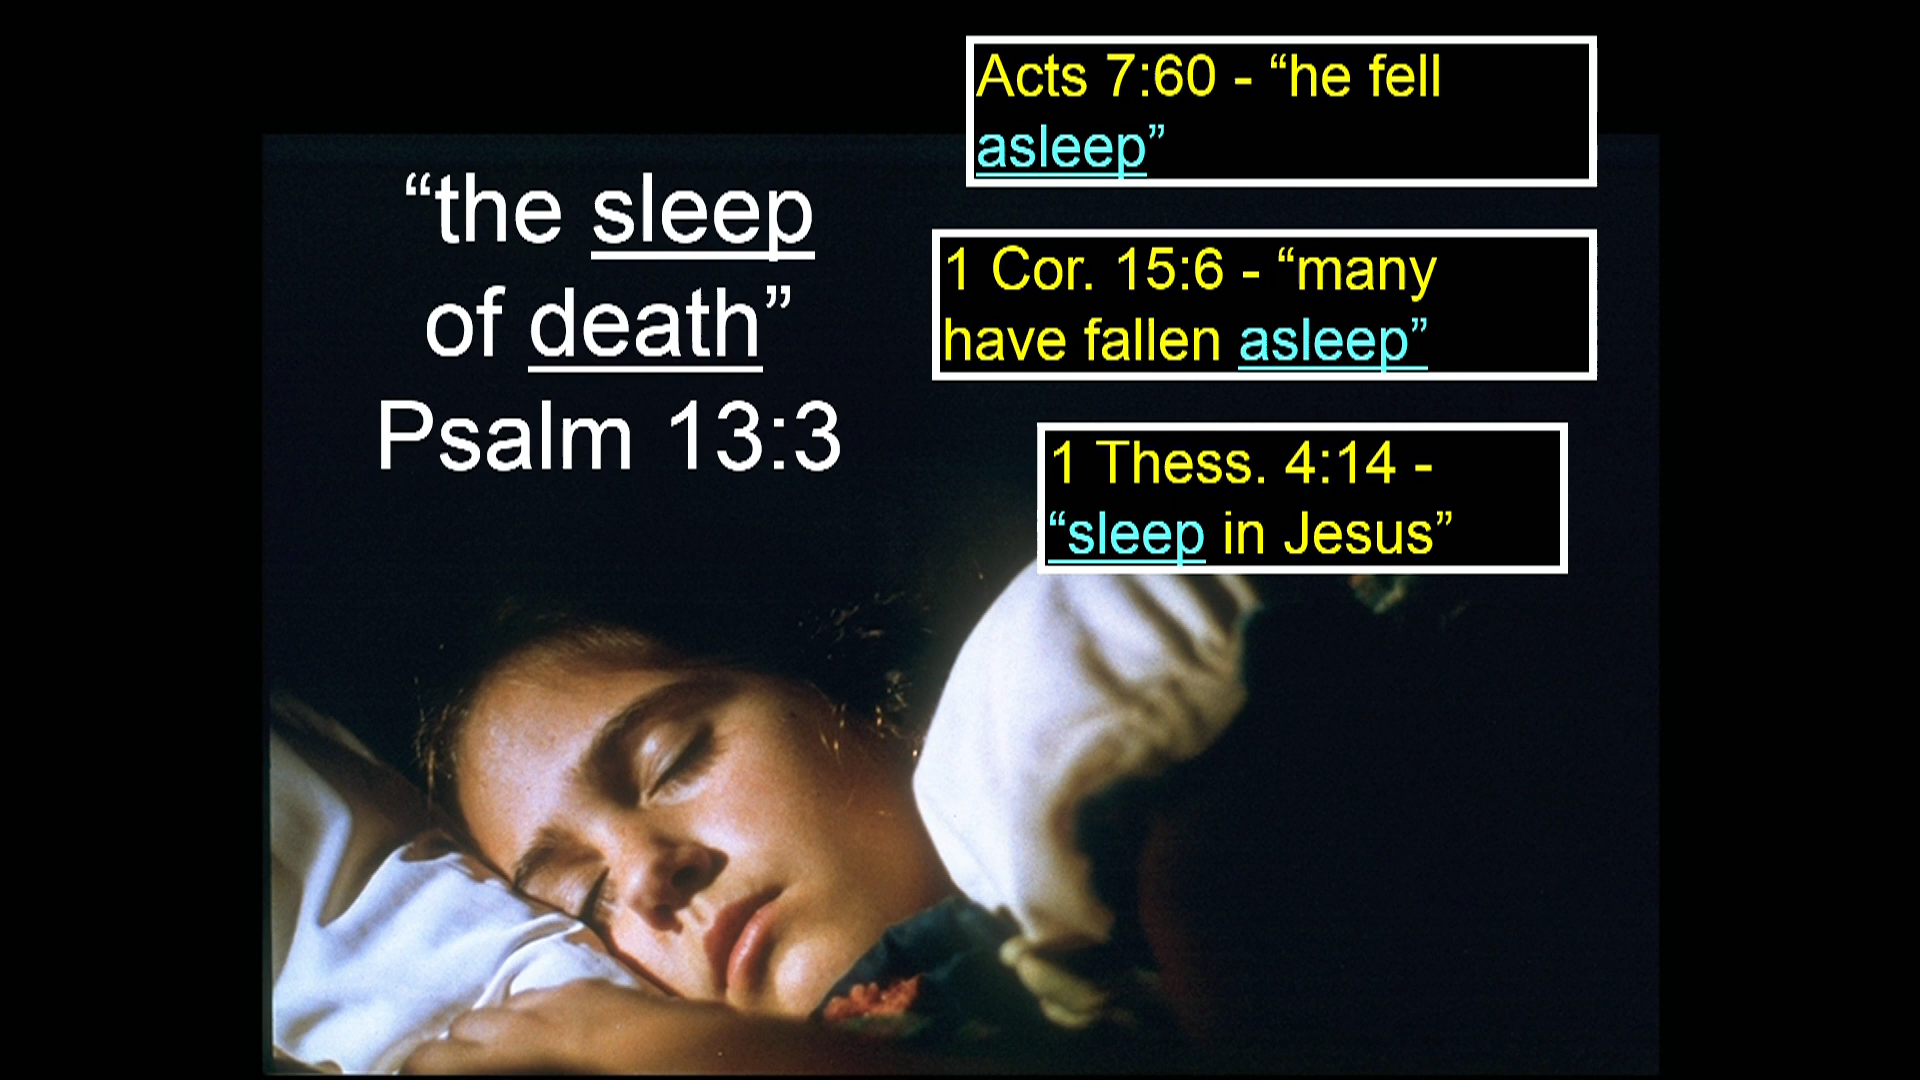 “the sleep
of death”
Psalm 13:3
Acts 7:60 - “he fell
asleep”
1 Cor. 15:6 - “many
have fallen asleep”
1 Thess. 4:14 -
“sleep in Jesus”